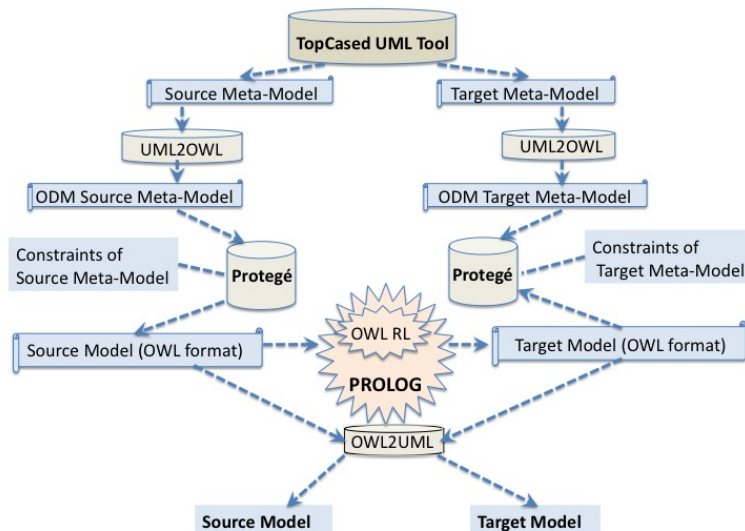 TopCased UML Tool
Source Meta-Model
Target Meta-Model
UML2OWL
UML2OWL
ODM Source Meta-Model
ODM Target Meta-Model
Constraints of
Source Meta-Model
Protegé
Protegé
Constraints of
Target Meta-Model
OWL RL
Source Model (OWL format)
Target Model (OWL format)
PROLOG
OWL2UML
Source Model
Target Model